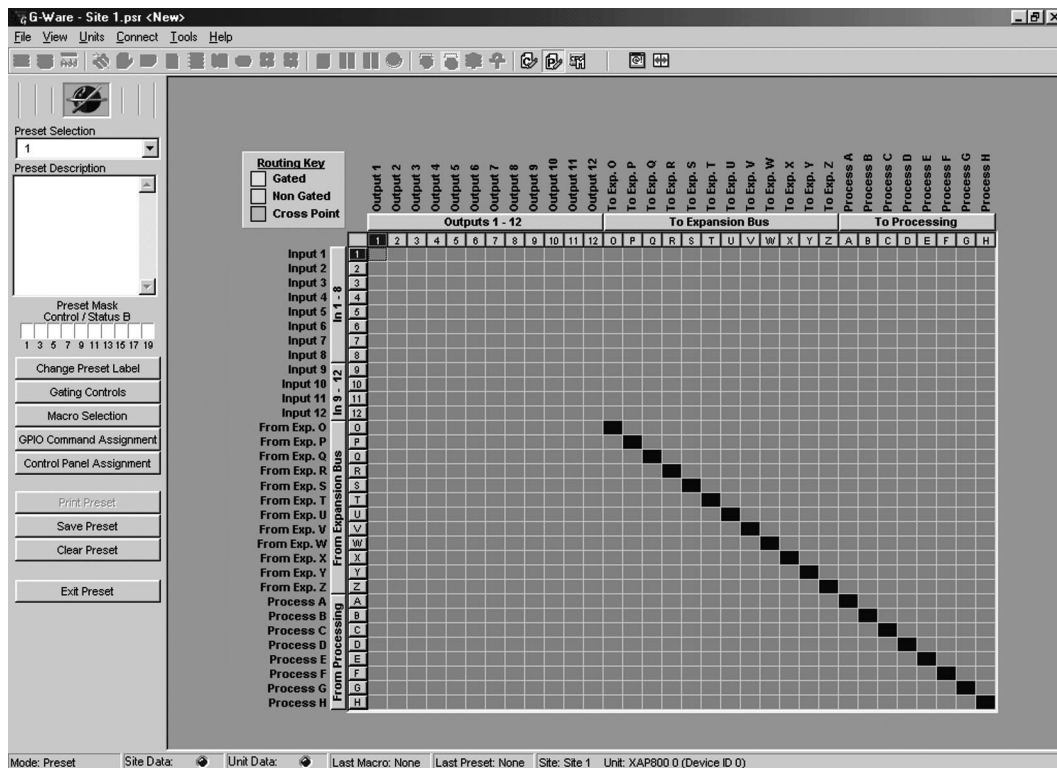 G-Ware - Site 1.psr <New>
File View Units Connect Tools Help
Preset Selection
1
Preset Description
Preset Mask
Control / Status B
1 3 5 7 9 11 13 15 17 19
Change Preset Label
Gating Controls
Macro Selection
GPIO Command Assignment
Control Panel Assignment
Print Preset
Save Preset
Clear Preset
Exit Preset
Routing Key
Gated
Non Gated
Cross Point
Output 1
Output 2
Output 3
Output 4
Output 5
Output 6
Output 7
Output 8
Output 9
Output 10
Output 11
Output 12
To Exp. O
To Exp. P
To Exp. Q
To Exp. R
To Exp. S
To Exp. T
To Exp. U
To Exp. V
To Exp. W
To Exp. X
To Exp. Y
To Exp. Z
Process A
Process B
Process C
Process D
Process E
Process F
Process G
Process H
Outputs 1 - 12 To Expansion Bus To Processing
1 2 3 4 5 6 7 8 9 10 11 12 O P Q R S T U V W X Y Z A B C D E F G H
In 1 - 8
In 9 - 12
From Expansion Bus
From Processing
Input 1 1
Input 2 2
Input 3 3
Input 4 4
Input 5 5
Input 6 6
Input 7 7
Input 8 8
Input 9 9
Input 10 10
Input 11 11
Input 12 12
From Exp. O O
From Exp. P P
From Exp. Q Q
From Exp. R R
From Exp. S S
From Exp. T T
From Exp. U U
From Exp. V V
From Exp. W W
From Exp. X X
From Exp. Y Y
From Exp. Z Z
Process A A
Process B B
Process C C
Process D D
Process E E
Process F F
Process G G
Process H H
Mode: Preset Site Data: Unit Data: Last Macro: None Last Preset: None Site: Site 1 Unit: XAP800 0 (Device ID 0)